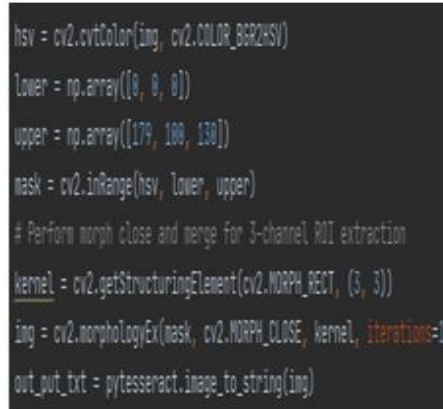 hsv = cv2.cvtColor(img, cv2.COLOR_BGR2HSV)
lower = np.array([0, 0, 0])
upper = np.array([179, 100, 130])
mask = cv2.inRange(hsv, lower, upper)
# Perform morph close and merge for 3-channel ROI extraction
kernel = cv2.getStructuringElement(cv2.MORPH_RECT, (3, 3))
img = cv2.morphologyEx(mask, cv2.MORPH_CLOSE, kernel, iterations=1
out_put_txt = pytesseract.image_to_string(img)